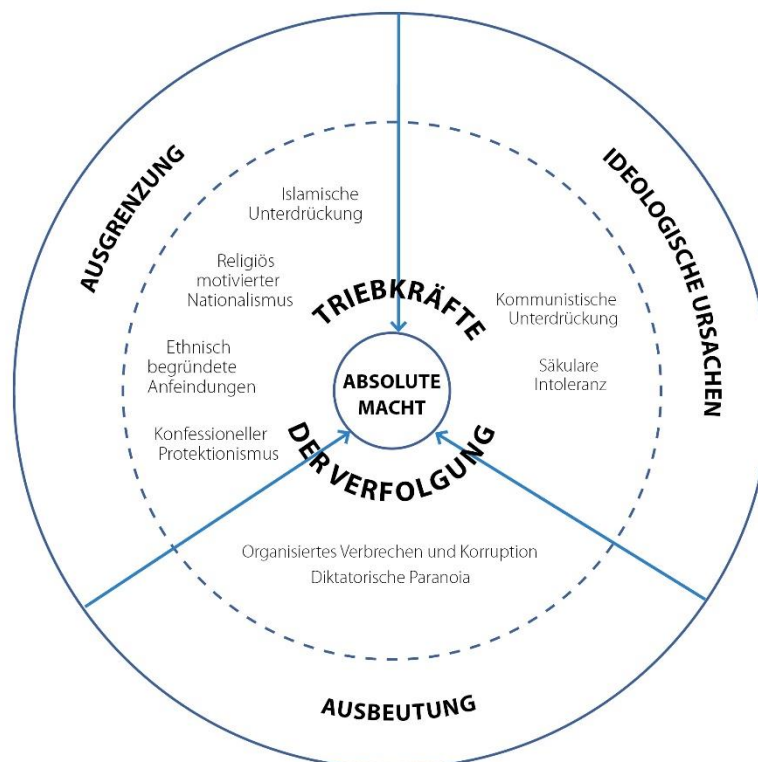 AUSGRENZUNG
IDEOLOGISCHE URSACHEN
Islamische
Unterdrückung
Religiös
motivierter
Nationalismus
Ethnisch
begründete
Anfeindungen
Konfessioneller
Protektionismus
TRIEBKRÄFTE
ABSOLUTE
MACHT
DER VERFOLGUNG
Kommunistische
Unterdrückung
Säkulare
Intoleranz
Organisiertes Verbrechen und Korruption
Diktatorische Paranoia
AUSBEUTUNG